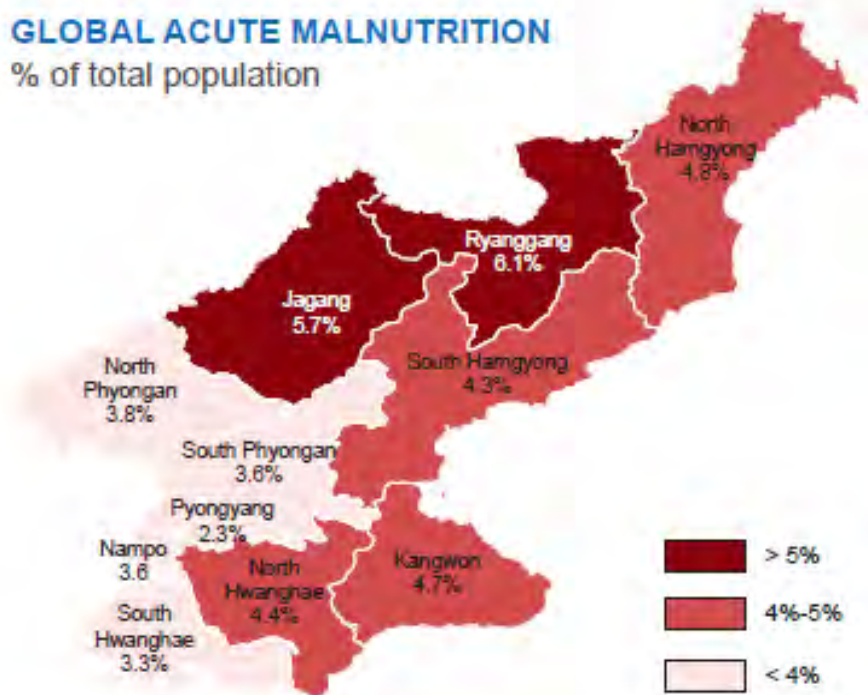 GLOBAL ACUTE MALNUTRITION
% of total population
North
Hamgyong
4.8%
Ryanggang
6.1%
Jagang
5.7%
South Hamgyong
4.3%
North
Phyongan
3.8%
South Phyongan
3.6%
Pyongyang
2.3%
Nampo
3.6
North
Hwanghae
4.4%
Kangwon
4.7%
South
Hwanghae
3.3%
> 5%
4%-5%
< 4%